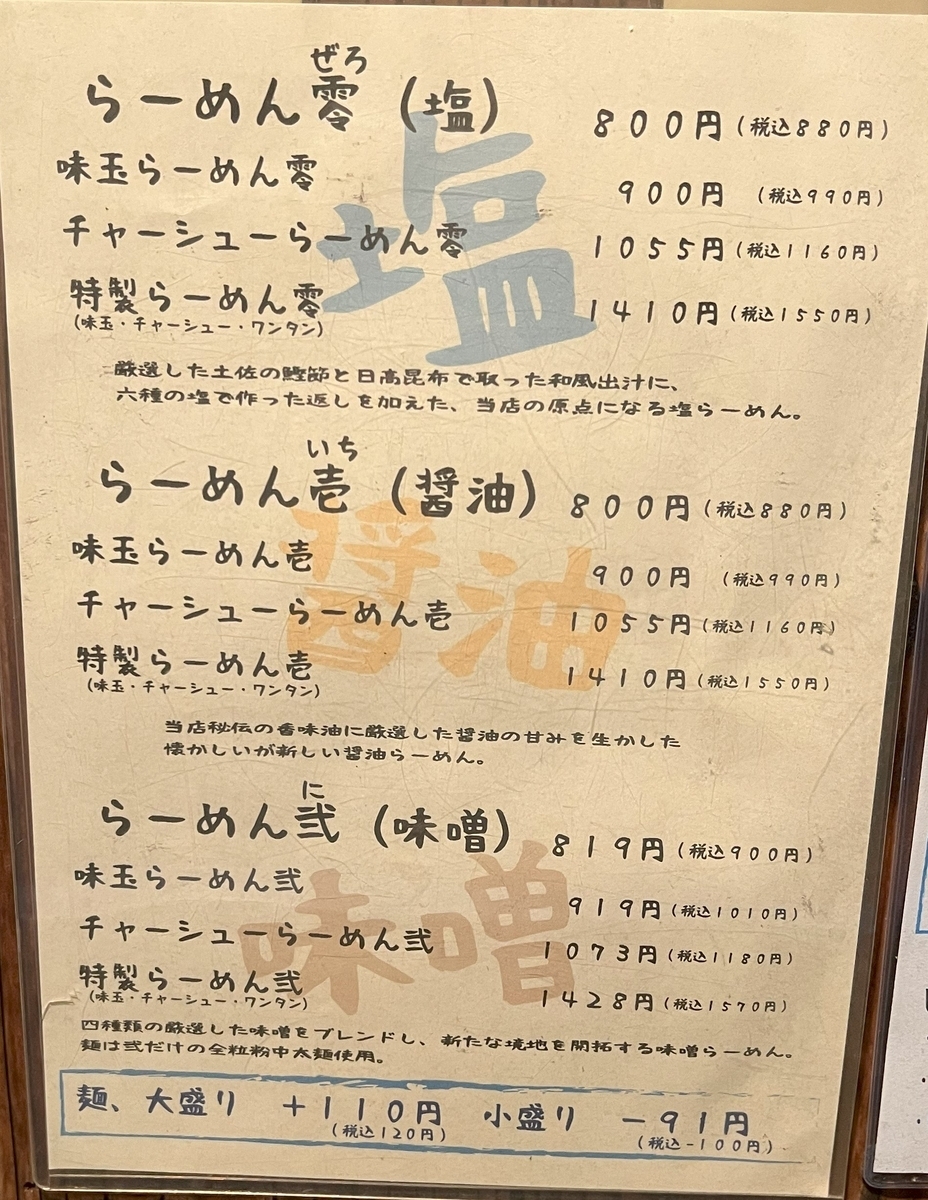 ぜろ
らーめん零 (塩) 800円 (税込880円)
味玉らーめん零 900円 (税込990円)
チャーシューらーめん零 1055円 (税込1160円)
特製らーめん零 1410円 (税込1550円)
(味玉・チャーシュー・ワンタン)
塩
厳選した土佐の鰹節と日高昆布で取った和風出汁に、
六種の塩で作った返しを加えた、当店の原点になる塩らーめん。
いち
らーめん壱 (醤油) 800円 (税込880円)
味玉らーめん壱 900円 (税込990円)
チャーシューらーめん壱 1055円 (税込1160円)
特製らーめん壱 1410円 (税込1550円)
(味玉・チャーシュー・ワンタン)
醤油
当店秘伝の香味油に厳選した醤油の甘みを生かした
懐かしいが新しい醤油らーめん。
に
らーめん弐 (味噌) 819円 (税込900円)
味玉らーめん弐 919円 (税込1010円)
チャーシューらーめん弐 1073円 (税込1180円)
特製らーめん弐 1428円 (税込1570円)
(味玉・チャーシュー・ワンタン)
味噌
四種類の厳選した味噌をブレンドし、新たな境地を開拓する味噌らーめん。
麺は弐だけの全粒粉中太麺使用。
麺、大盛り +110円 小盛り -91円
(税込120円) (税込-100円)